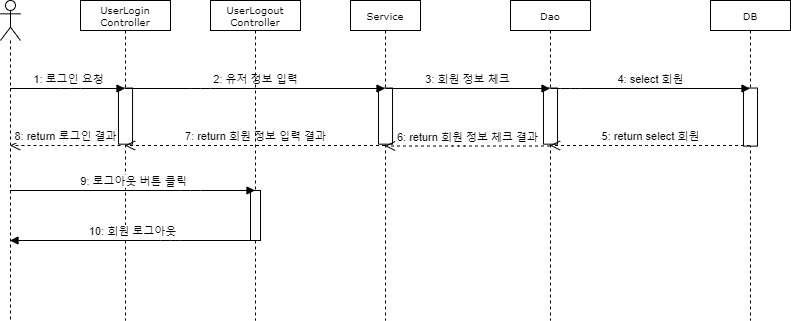 UserLogin
Controller
UserLogout
Controller
Service
Dao
DB
1: 로그인 요청
2: 유저 정보 입력
3: 회원 정보 체크
4: select 회원
8: return 로그인 결과
7: return 회원 정보 입력 결과
6: return 회원 정보 체크 결과
5: return select 회원
9: 로그아웃 버튼 클릭
10: 회원 로그아웃